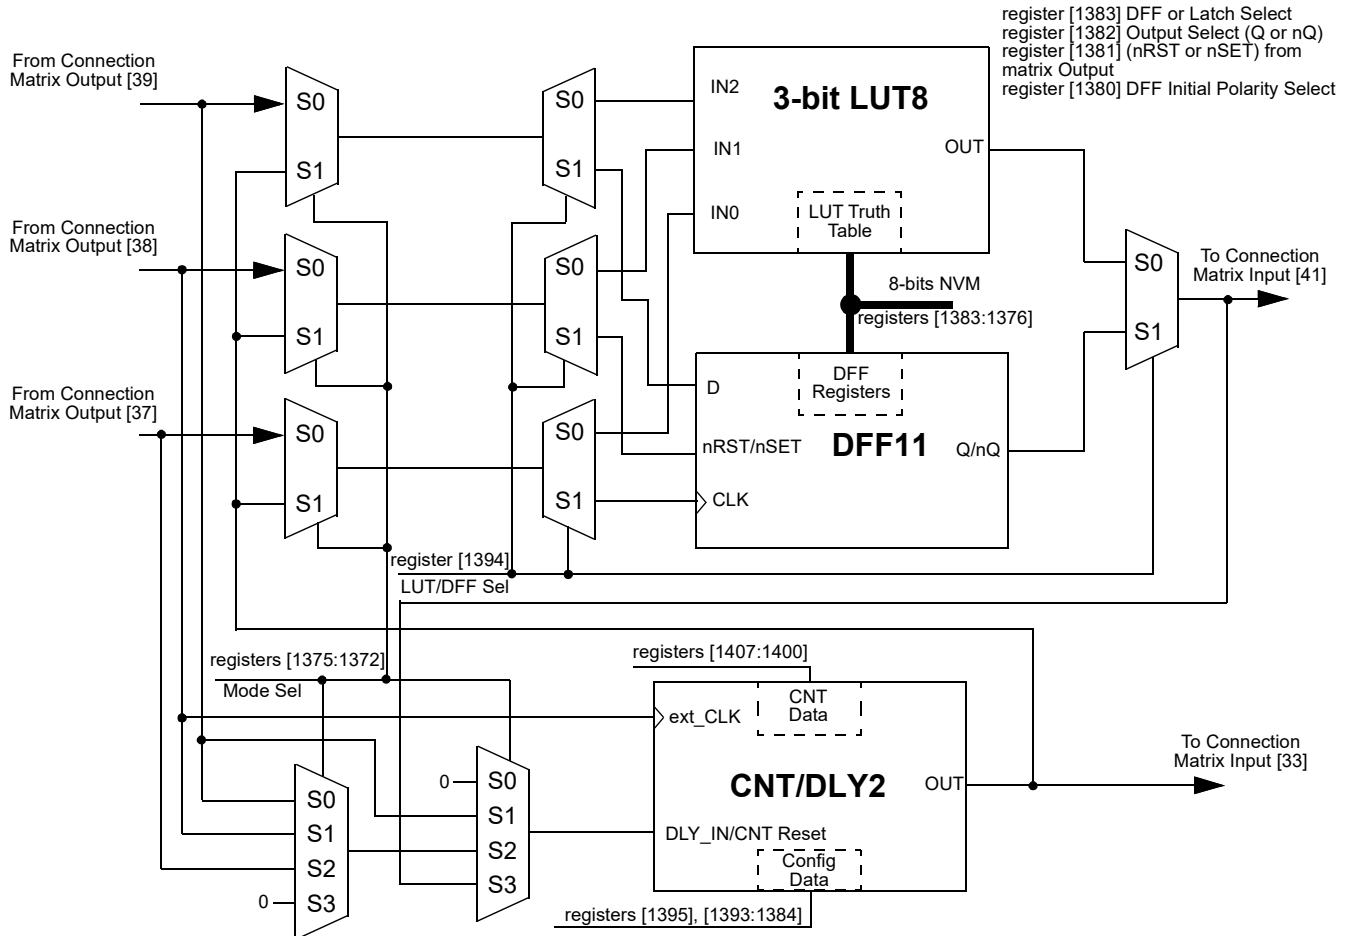 register [1383] DFF or Latch Select
register [1382] Output Select (Q or nQ)
register [1381] (nRST or nSET) from
matrix Output
register [1380] DFF Initial Polarity Select
From Connection
Matrix Output [39]
S0
S1
S0
S1
IN2
3-bit LUT8
IN1
OUT
IN0
LUT Truth
Table
From Connection
Matrix Output [38]
S0
S1
S0
S1
8-bits NVM
registers [1383:1376]
S0
S1
To Connection
Matrix Input [41]
From Connection
Matrix Output [37]
S0
S1
S0
S1
DFF
Registers
D
nRST/nSET
DFF11
Q/nQ
CLK
register [1394]
LUT/DFF Sel
registers [1375:1372]
Mode Sel
registers [1407:1400]
CNT
Data
ext_CLK
CNT/DLY2
OUT
To Connection
Matrix Input [33]
DLY_IN/CNT Reset
Config
Data
registers [1395], [1393:1384]
0
S0
S1
S2
S3
S0
S1
S2
0
S3